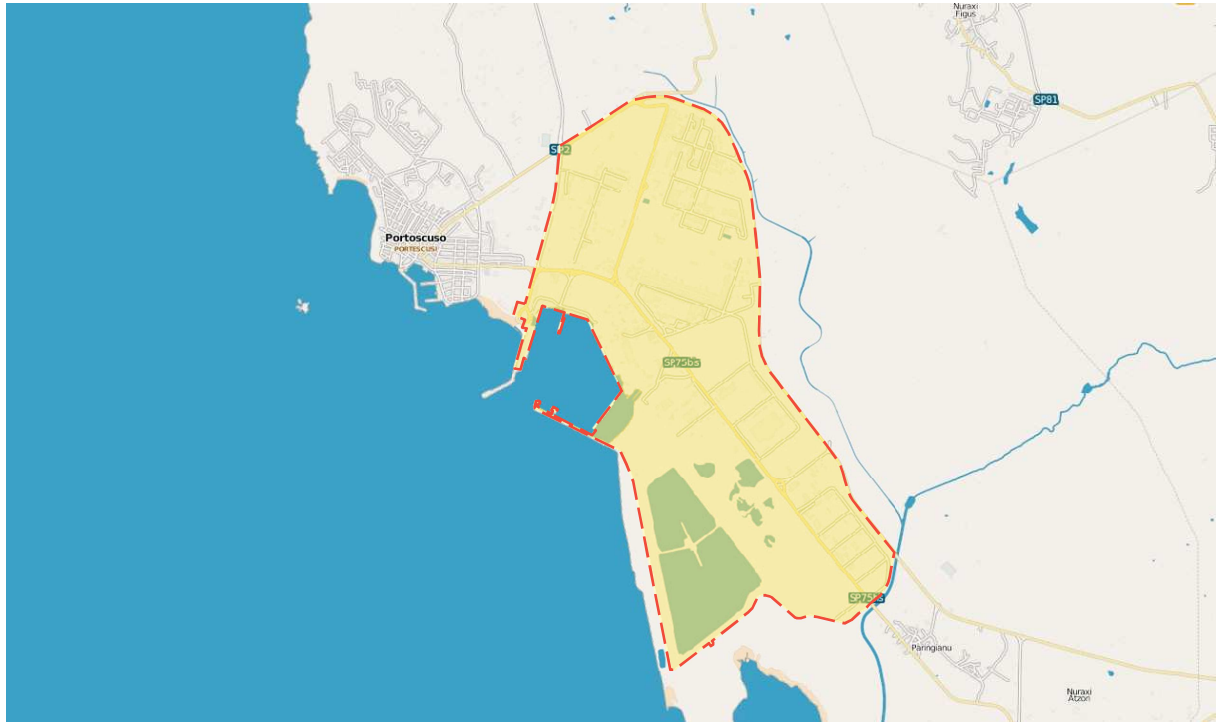 Nuraxi
Figus
SP81
SP2
Portoscuso
PORTESCUSI
SP75bis
SP75bis
Paringianu
Nuraxi
Atzori